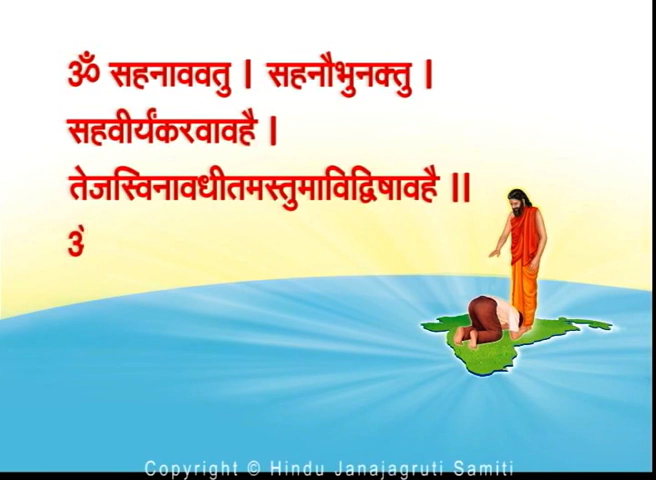 ॐ सहनाववतु । सहनौभुनक्तु ।
सहवीर्यंकरवावहै ।
तेजस्विनावधीतमस्तुमाविद्विषावहै ॥
Copyright © Hindu Janajagruti Samiti